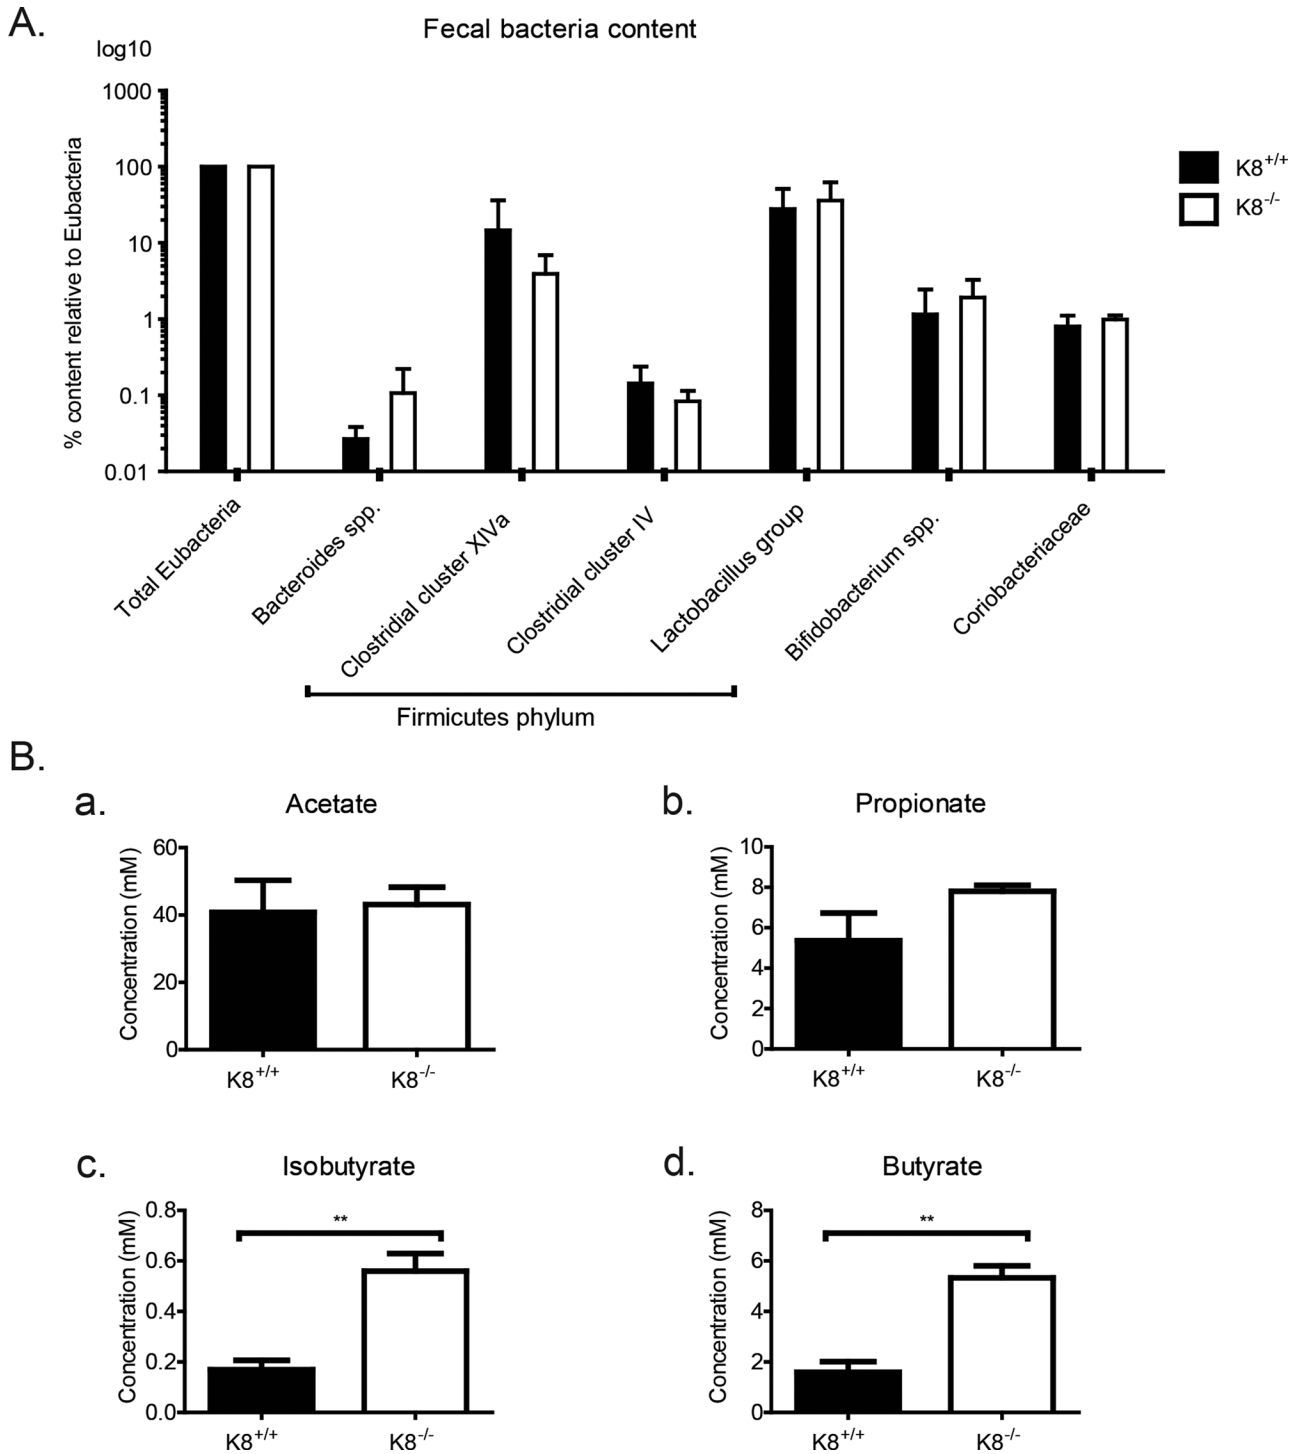 A.
Fecal bacteria content
log10
1000
100
10
1
0.1
0.01
% content relative to Eubacteria
K8+/+
K8-/-
Total Eubacteria
Bacteroides spp.
Clostridial cluster XIVa
Clostridial cluster IV
Lactobacillus group
Bifidobacterium spp.
Coriobacteriaceae
Firmicutes phylum
B.
a.
Acetate
60
40
20
0
Concentration (mM)
K8+/+
K8-/-
b.
Propionate
10
8
6
4
2
0
Concentration (mM)
K8+/+
K8-/-
c.
Isobutyrate
0.8
0.6
0.4
0.2
0.0
Concentration (mM)
**
K8+/+
K8-/-
d.
Butyrate
8
6
4
2
0
Concentration (mM)
**
K8+/+
K8-/-